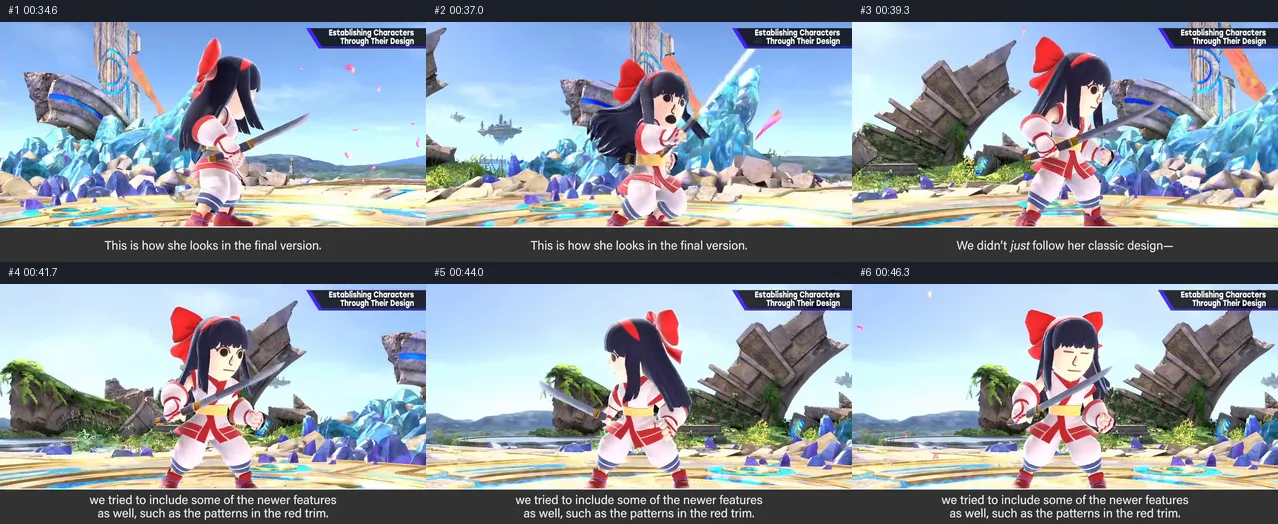 #1 00:34.6
Establishing Characters
Through Their Design
This is how she looks in the final version.
#2 00:37.0
Establishing Characters
Through Their Design
This is how she looks in the final version.
#3 00:39.3
Establishing Characters
Through Their Design
We didn't just follow her classic design—
#4 00:41.7
Establishing Characters
Through Their Design
we tried to include some of the newer features
as well, such as the patterns in the red trim.
#5 00:44.0
Establishing Characters
Through Their Design
we tried to include some of the newer features
as well, such as the patterns in the red trim.
#6 00:46.3
Establishing Characters
Through Their Design
we tried to include some of the newer features
as well, such as the patterns in the red trim.